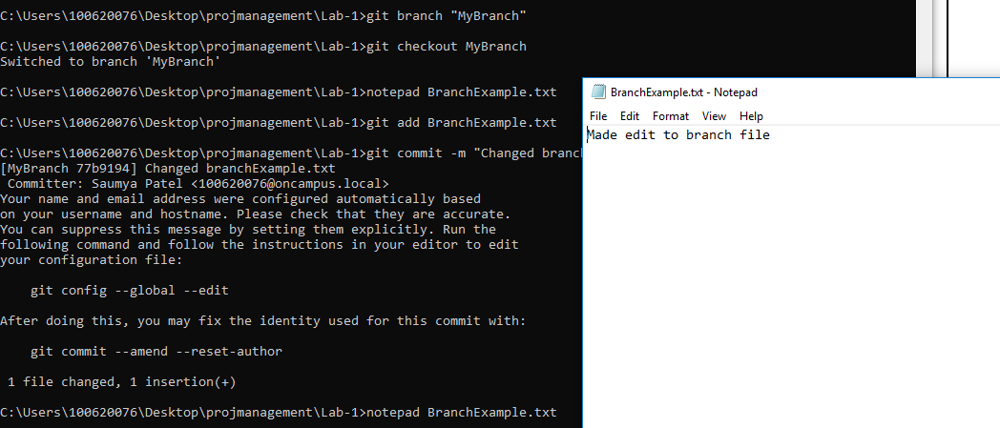 C:\Users\100620076\Desktop\projmanagement\Lab-1>git branch "MyBranch"
C:\Users\100620076\Desktop\projmanagement\Lab-1>git checkout MyBranch
Switched to branch 'MyBranch'
C:\Users\100620076\Desktop\projmanagement\Lab-1>notepad BranchExample.txt
C:\Users\100620076\Desktop\projmanagement\Lab-1>git add BranchExample.txt
C:\Users\100620076\Desktop\projmanagement\Lab-1>git commit -m "Changed branc
[MyBranch 77b9194] Changed branchExample.txt
Committer: Saumya Patel <100620076@oncampus.local>
Your name and email address were configured automatically based
on your username and hostname. Please check that they are accurate.
You can suppress this message by setting them explicitly. Run the
following command and follow the instructions in your editor to edit
your configuration file:
git config --global --edit
After doing this, you may fix the identity used for this commit with:
git commit --amend --reset-author
1 file changed, 1 insertion(+)
C:\Users\100620076\Desktop\projmanagement\Lab-1>notepad BranchExample.txt
BranchExample.txt - Notepad
File Edit Format View Help
Made edit to branch file